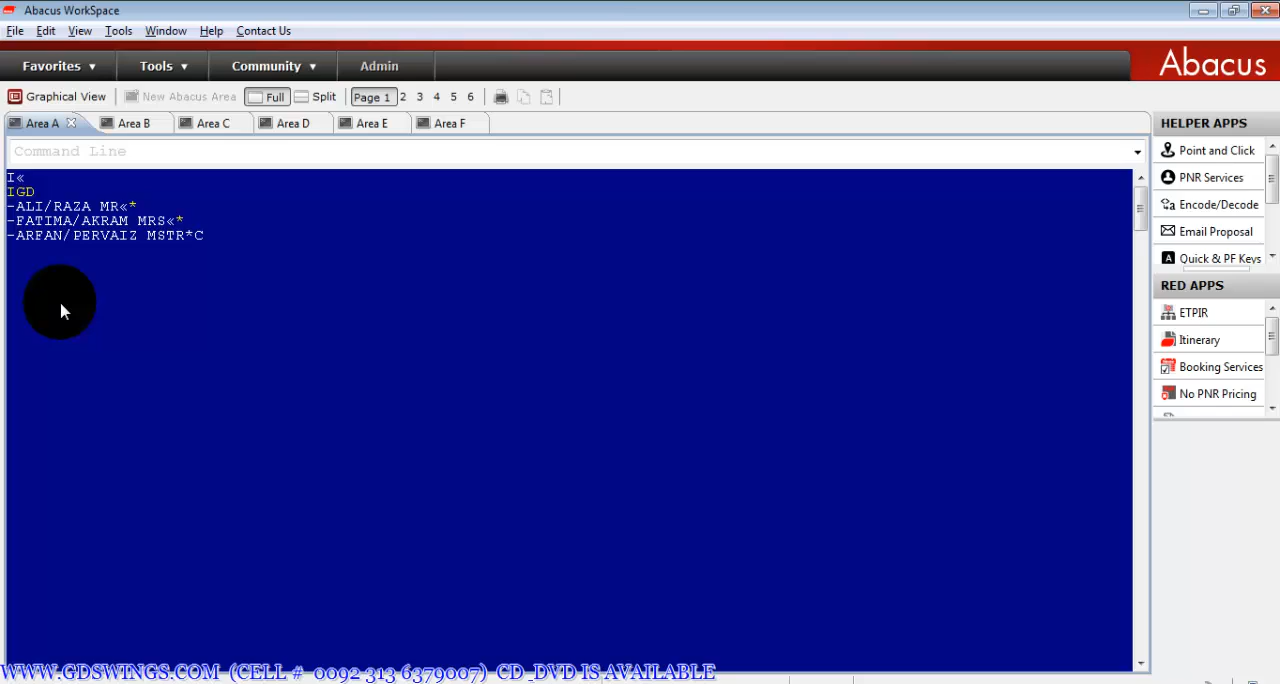 Abacus WorkSpace
File Edit View Tools Window Help Contact Us
Favorites Tools Community Admin Abacus
Graphical View New Abacus Area Full Split Page 1 2 3 4 5 6
Area A Area B Area C Area D Area E Area F
Command Line
I«
IGD
-ALI/RAZA MR«*
-FATIMA/AKRAM MRS«*
-ARFAN/PERVAIZ MSTR*C
HELPER APPS
Point and Click
PNR Services
Encode/Decode
Email Proposal
Quick & PF Keys
RED APPS
ETPIR
Itinerary
Booking Services
No PNR Pricing
WWW.GDSWINGS.COM (CELL # 0092 313 6379007) CD_DVD IS AVAILABLE